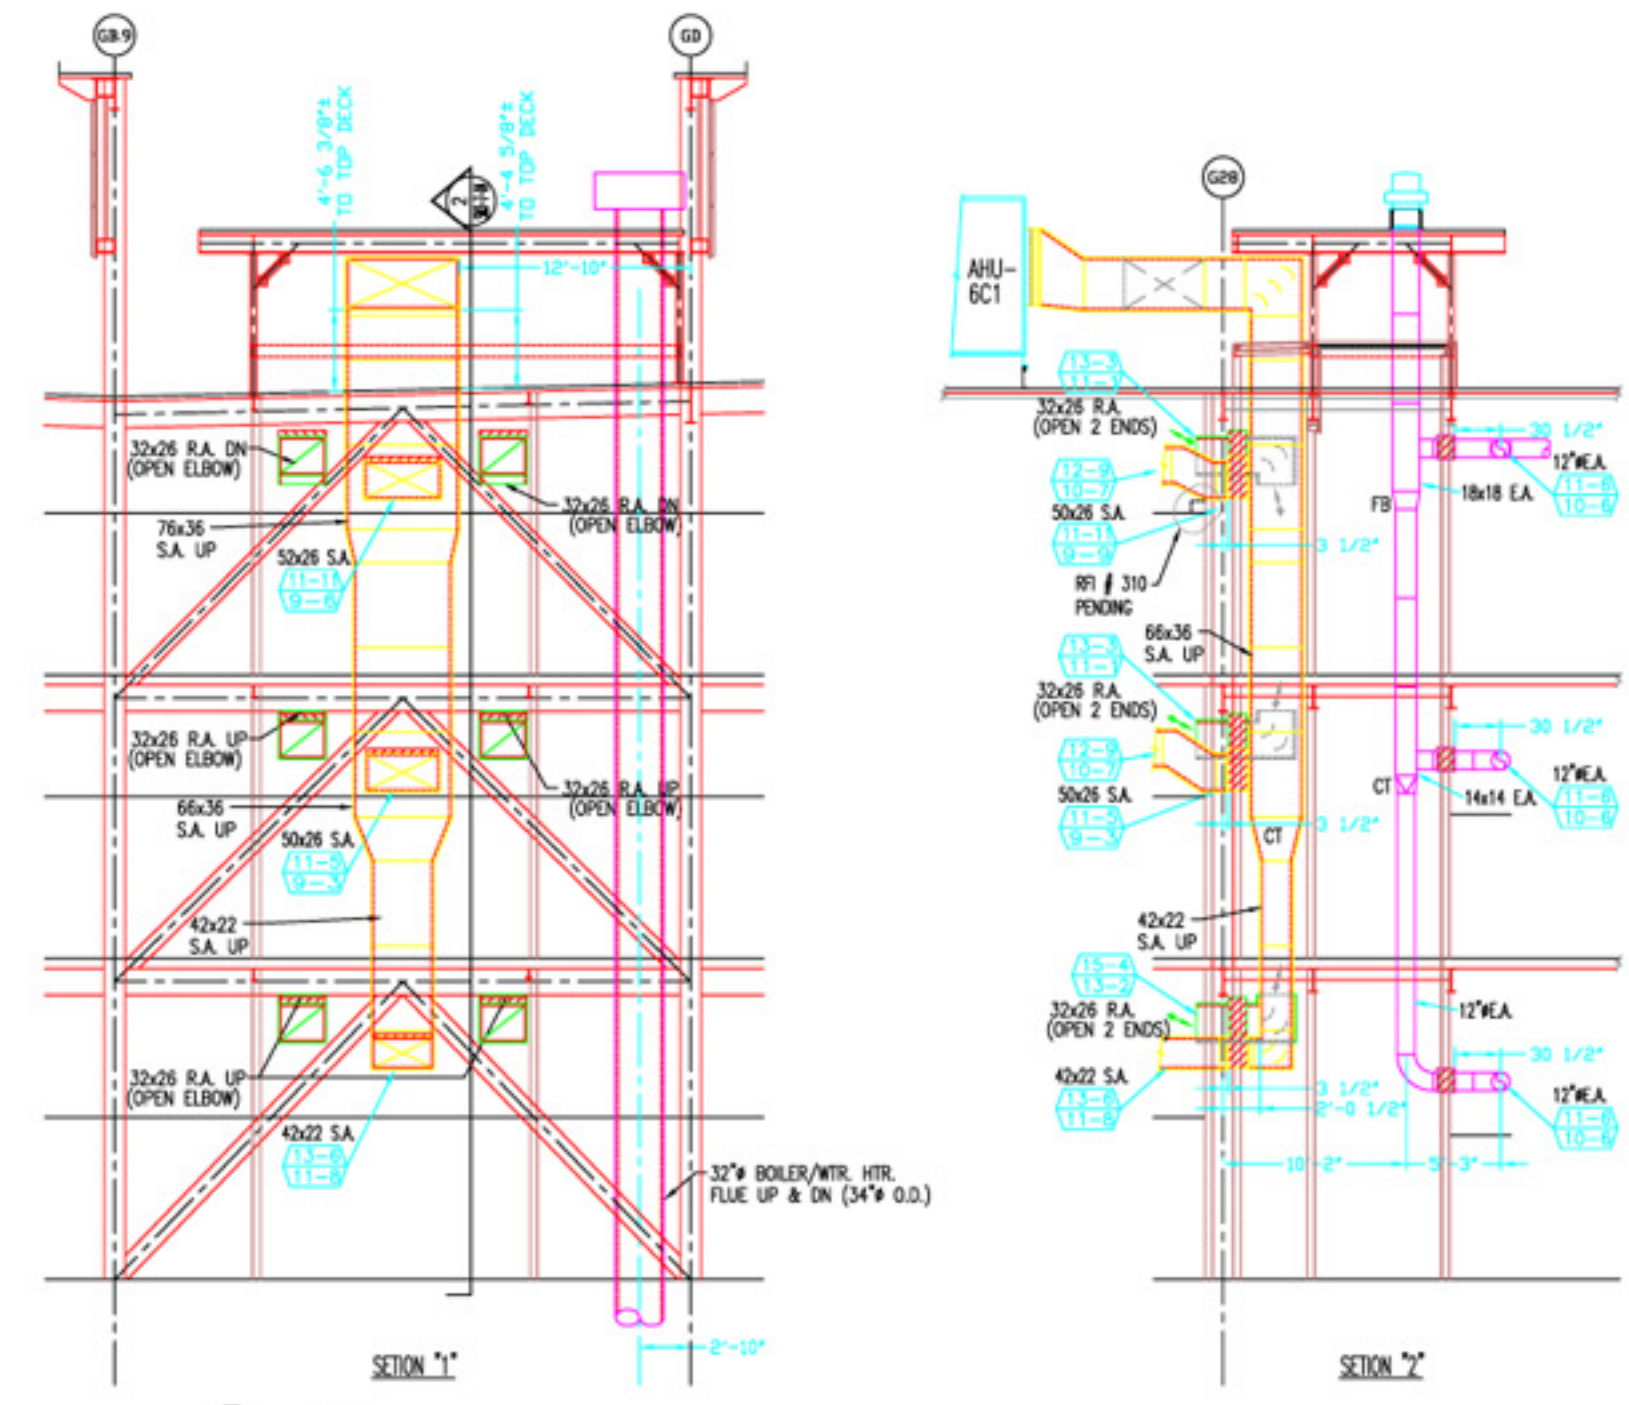 GB.9
GD
4'-6 3/8"±
TO TOP DECK
2
4'-4 5/8"±
TO TOP DECK
12'-10"
32x26 R.A. DN
(OPEN ELBOW)
32x26 R.A. DN
(OPEN ELBOW)
76x36
S.A. UP
52x26 S.A.
11-11
9-6
32x26 R.A. UP
(OPEN ELBOW)
32x26 R.A. UP
(OPEN ELBOW)
66x36
S.A. UP
50x26 S.A.
11-5
9-3
42x22
S.A. UP
32x26 R.A. UP
(OPEN ELBOW)
42x22 S.A.
13-6
11-8
32"ø BOILER/WTR. HTR.
FLUE UP & DN (34"ø O.D.)
2'-10"
SETION "1"
G28
AHU-
6C1
13-3
11-1
32x26 R.A.
(OPEN 2 ENDS)
12-9
10-7
50x26 S.A.
11-11
9-9
RFI # 310
PENDING
3 1/2"
30 1/2"
12"øE.A.
11-6
10-6
18x18 E.A.
FB
66x36
S.A. UP
13-3
11-1
32x26 R.A.
(OPEN 2 ENDS)
12-9
10-7
50x26 S.A.
11-5
9-3
3 1/2"
CT
30 1/2"
12"øE.A.
11-6
10-6
CT
14x14 E.A.
42x22
S.A. UP
15-4
13-2
32x26 R.A.
(OPEN 2 ENDS)
42x22 S.A.
13-6
11-8
3 1/2"
2'-0 1/2"
12"øE.A.
30 1/2"
12"øE.A.
11-6
10-6
10'-2"
5'-3"
SETION "2"